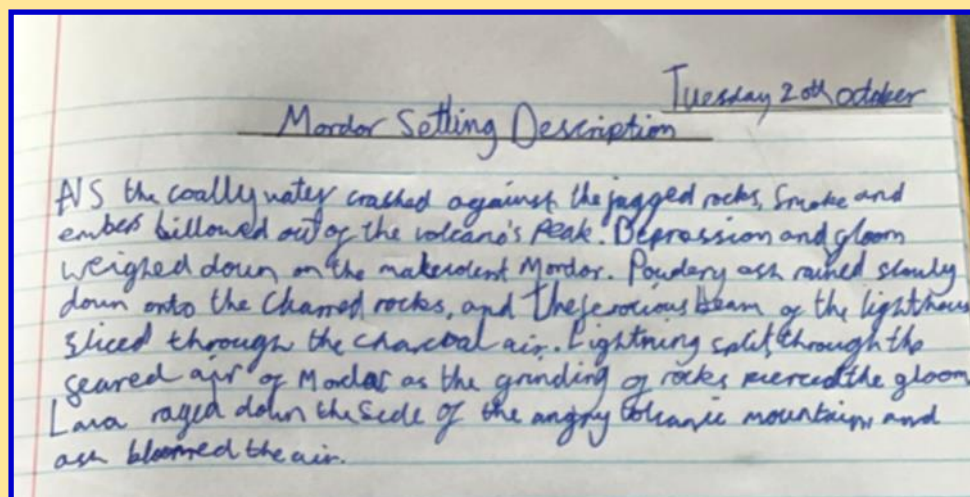 Tuesday 20th October
Mordor Setting Description
As the coally water crashed against the jagged rocks, smoke and
embers billowed out of the volcano's peak. Depression and gloom
weighed down on the Mordor. Powdery ash rained slowly
down onto the charred rocks, and the ferocious beam of the lighthous
sliced through the charcoal air. Lightning split through the
seared air of Mordor as the grinding of rocks pierced the gloom
Lava raged down the side of the angry volcanic mountain, and
ash the air.